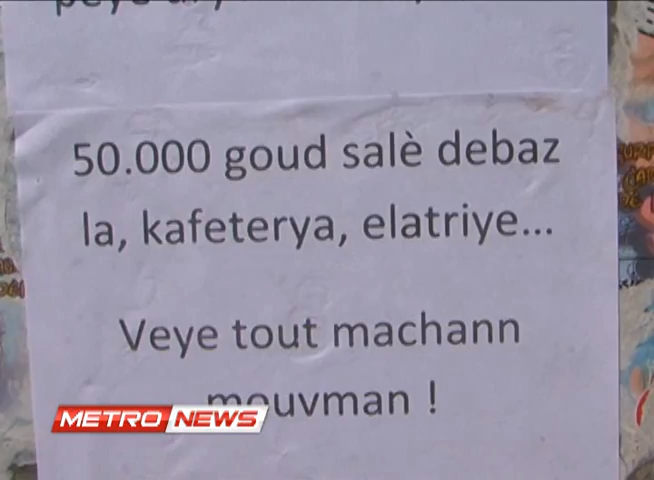 50.000 goud salè debaz
la, kafeterya, elatriye...
Veye tout machann
mouvman !
METRO NEWS